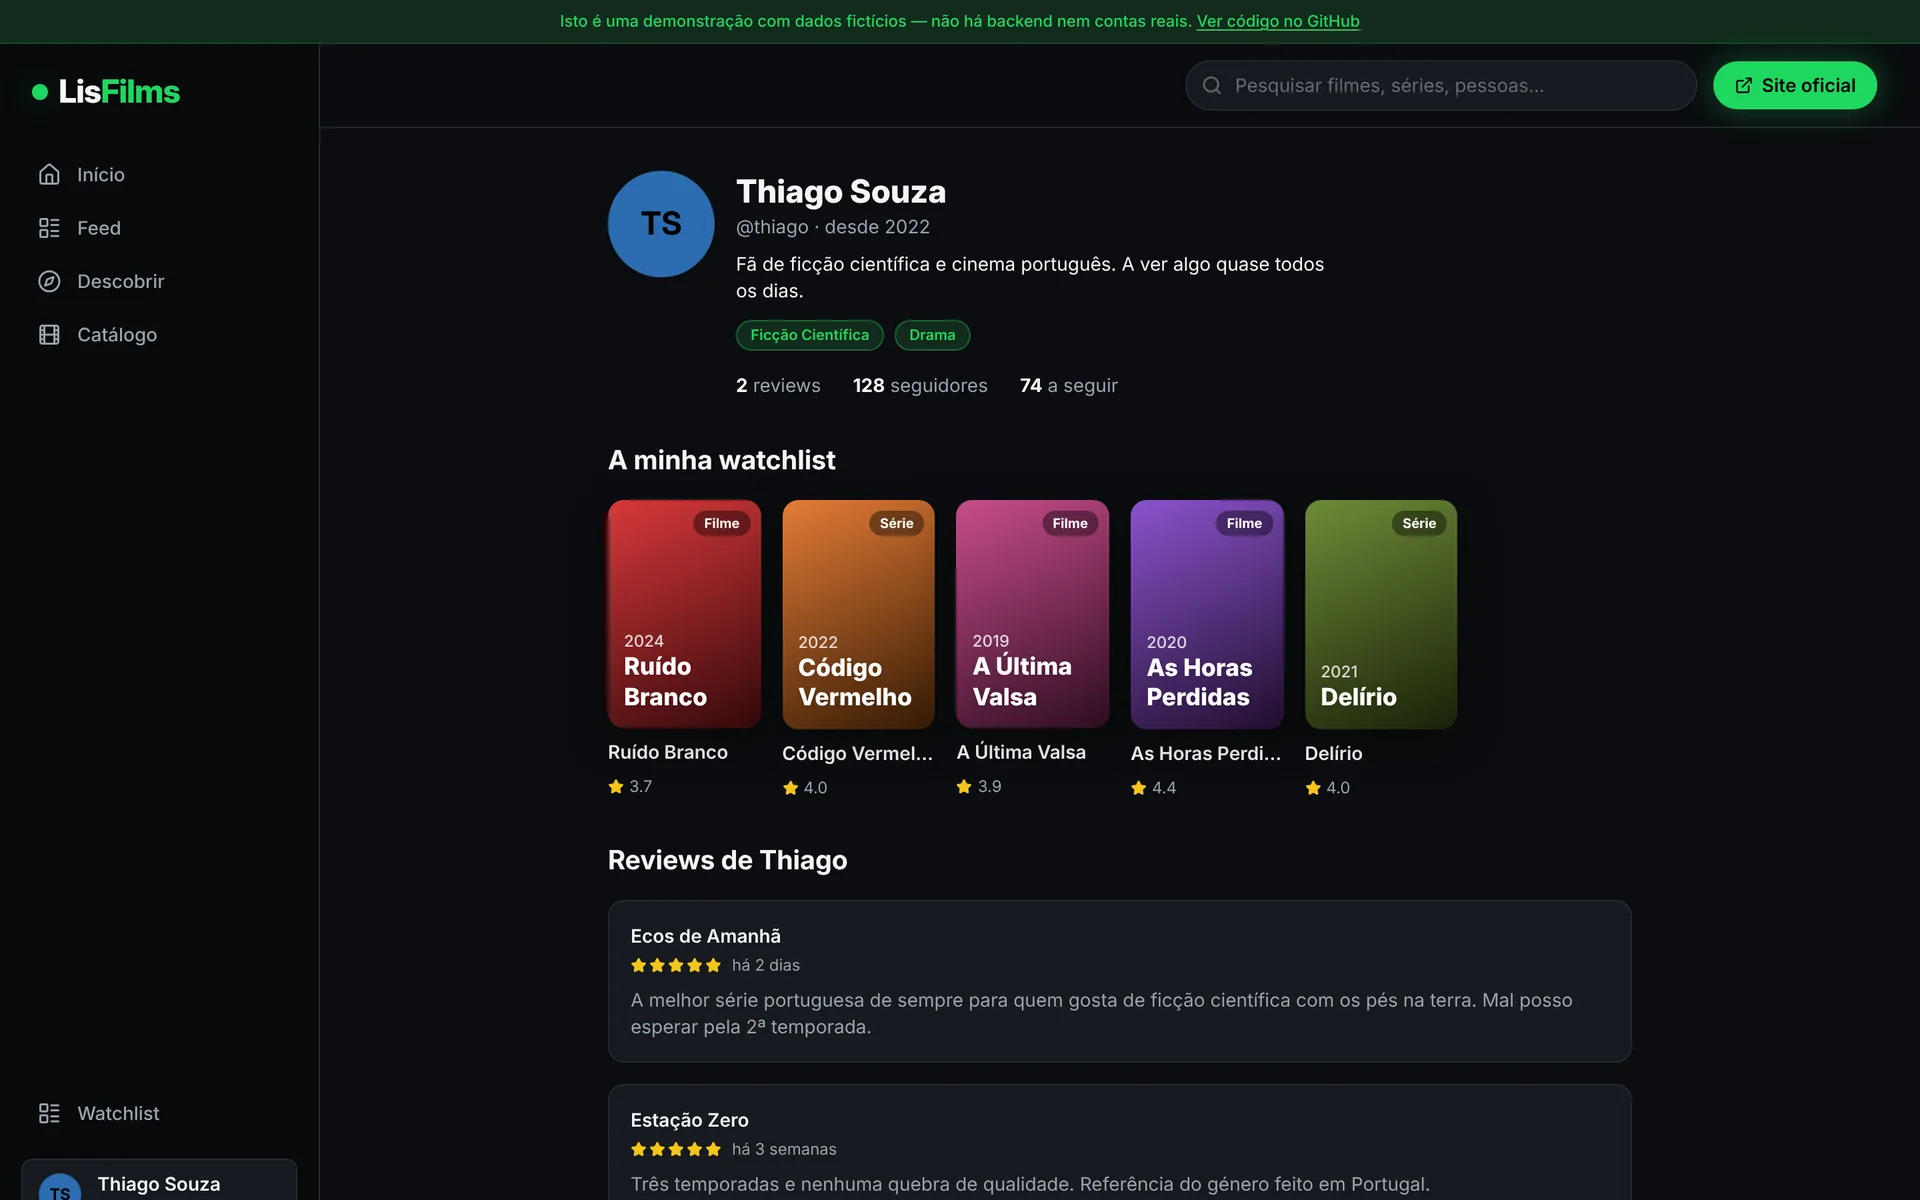 Isto é uma demonstração com dados fictícios — não há backend nem contas reais. Ver código no GitHub
LisFilms
Pesquisar filmes, séries, pessoas...
Site oficial
Início
Feed
Descobrir
Catálogo
TS
Thiago Souza
@thiago · desde 2022
Fã de ficção científica e cinema português. A ver algo quase todos
os dias.
Ficção Científica
Drama
2 reviews
128 seguidores
74 a seguir
A minha watchlist
Filme
2024
Ruído
Branco
Ruído Branco
3.7
Série
2022
Código
Vermelho
Código Vermel...
4.0
Filme
2019
A Última
Valsa
A Última Valsa
3.9
Filme
2020
As Horas
Perdidas
As Horas Perdi...
4.4
Série
2021
Delírio
Delírio
4.0
Reviews de Thiago
Ecos de Amanhã
há 2 dias
A melhor série portuguesa de sempre para quem gosta de ficção científica com os pés na terra. Mal posso
esperar pela 2ª temporada.
Estação Zero
há 3 semanas
Três temporadas e nenhuma quebra de qualidade. Referência do género feito em Portugal.
Watchlist
TS
Thiago Souza